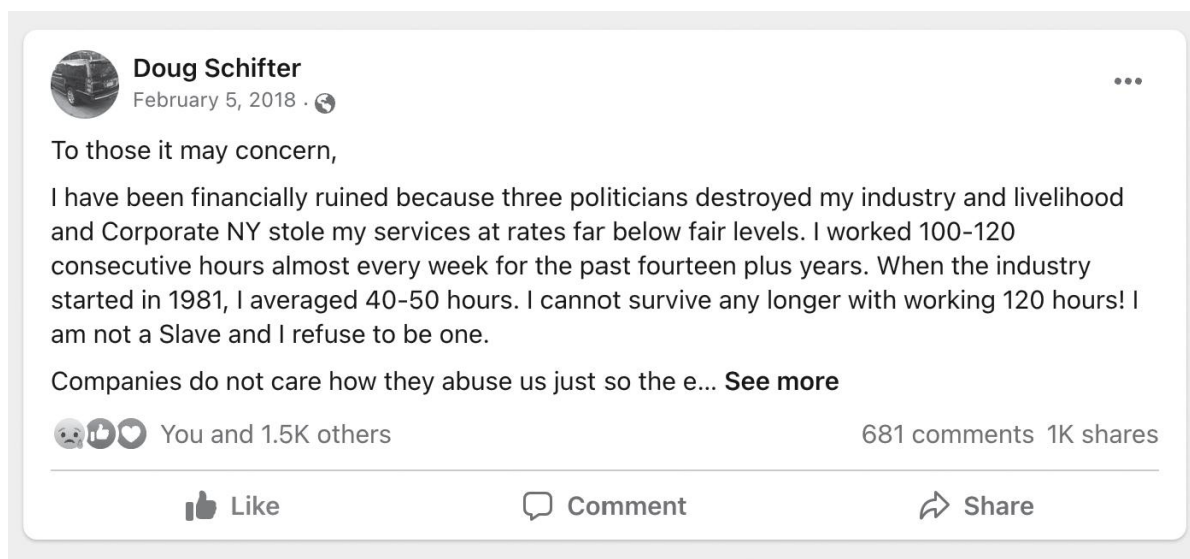 Doug Schifter
February 5, 2018 ·
To those it may concern,
I have been financially ruined because three politicians destroyed my industry and livelihood
and Corporate NY stole my services at rates far below fair levels. I worked 100-120
consecutive hours almost every week for the past fourteen plus years. When the industry
started in 1981, I averaged 40-50 hours. I cannot survive any longer with working 120 hours! I
am not a Slave and I refuse to be one.
Companies do not care how they abuse us just so the e... See more
You and 1.5K others
681 comments 1K shares
Like
Comment
Share